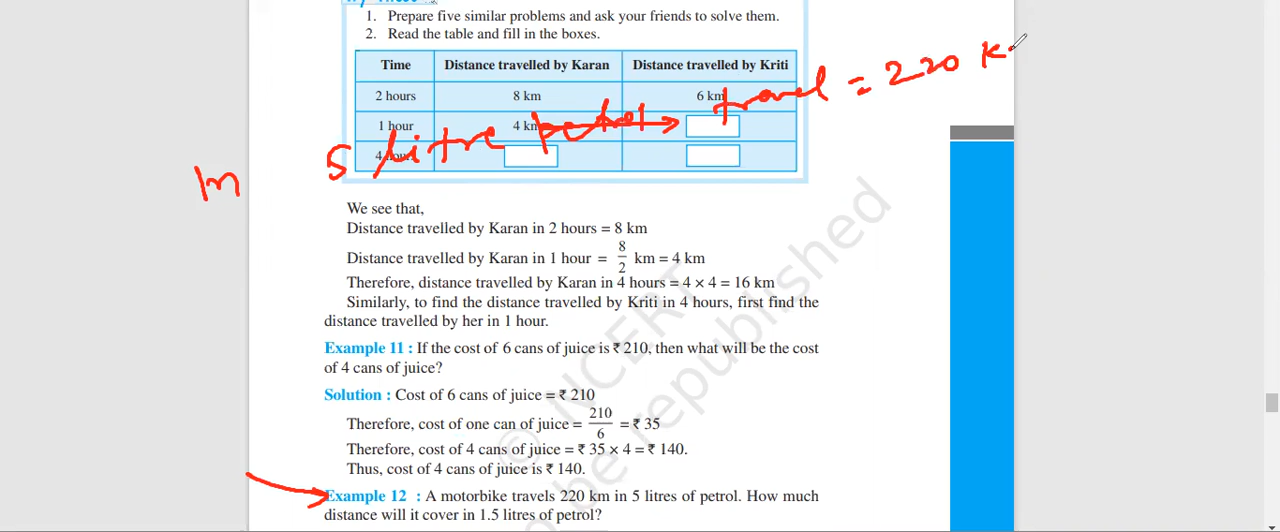 1. Prepare five similar problems and ask your friends to solve them.
2. Read the table and fill in the boxes.
Time Distance travelled by Karan Distance travelled by Kriti
2 hours 8 km 6 km
1 hour 4 km
4 hours
In 5 litre petrol → travel = 220 K
We see that,
Distance travelled by Karan in 2 hours = 8 km
Distance travelled by Karan in 1 hour = 8/2 km = 4 km
Therefore, distance travelled by Karan in 4 hours = 4 × 4 = 16 km
Similarly, to find the distance travelled by Kriti in 4 hours, first find the
distance travelled by her in 1 hour.
Example 11 : If the cost of 6 cans of juice is ₹ 210, then what will be the cost
of 4 cans of juice?
Solution : Cost of 6 cans of juice = ₹ 210
Therefore, cost of one can of juice = 210/6 = ₹ 35
Therefore, cost of 4 cans of juice = ₹ 35 × 4 = ₹ 140.
Thus, cost of 4 cans of juice is ₹ 140.
Example 12 : A motorbike travels 220 km in 5 litres of petrol. How much
distance will it cover in 1.5 litres of petrol?
© NCERT
be republished